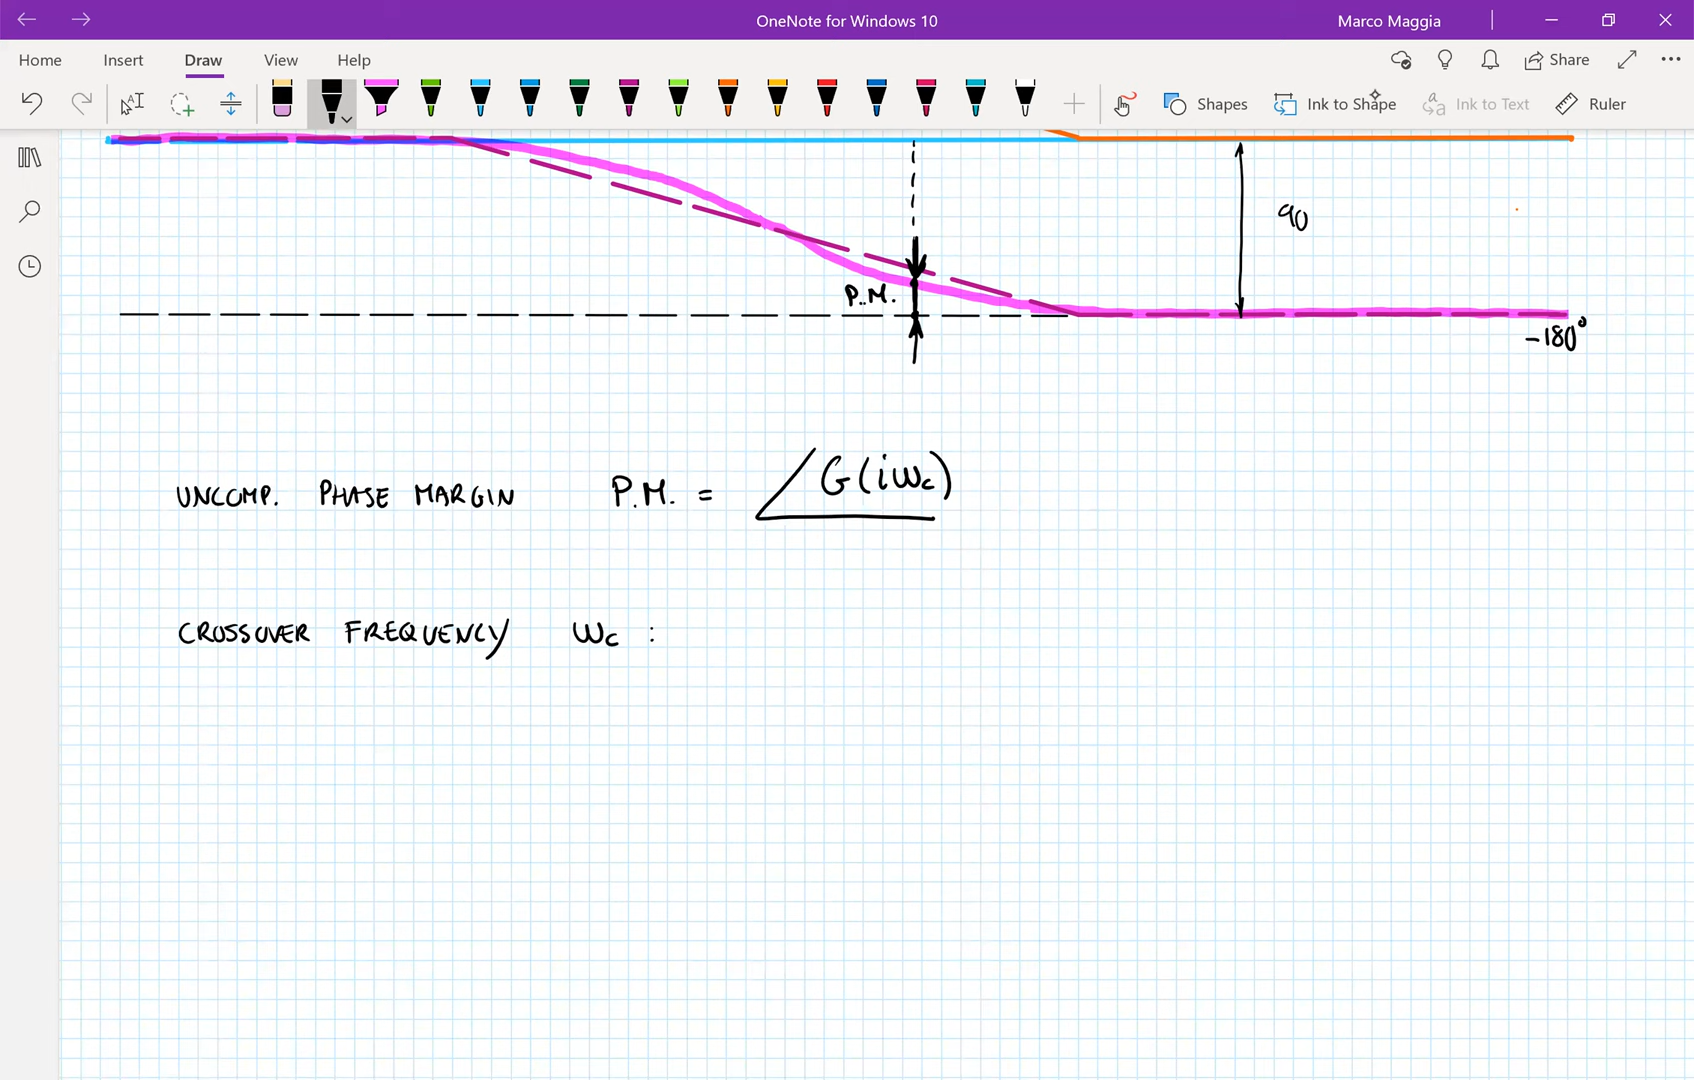 OneNote for Windows 10
Marco Maggia
Home Insert Draw View Help
Share
Shapes Ink to Shape Ink to Text Ruler
90
P.M.
-180°
UNCOMP. PHASE MARGIN P.M. = ∠G(iωc)
CROSSOVER FREQUENCY ωc :